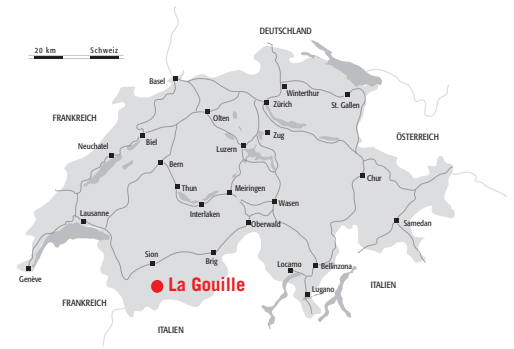 DEUTSCHLAND
20 km Schweiz
Basel
Winterthur
Zürich
St. Gallen
FRANKREICH
Olten
Biel
Zug
ÖSTERREICH
Neuchatel
Luzern
Bern
Chur
Thun
Meiringen
Wasen
Interlaken
Lausanne
Oberwald
Samedan
Sion
Brig
Locarno
Bellinzona
Genève
La Gouille
Lugano
ITALIEN
FRANKREICH
ITALIEN